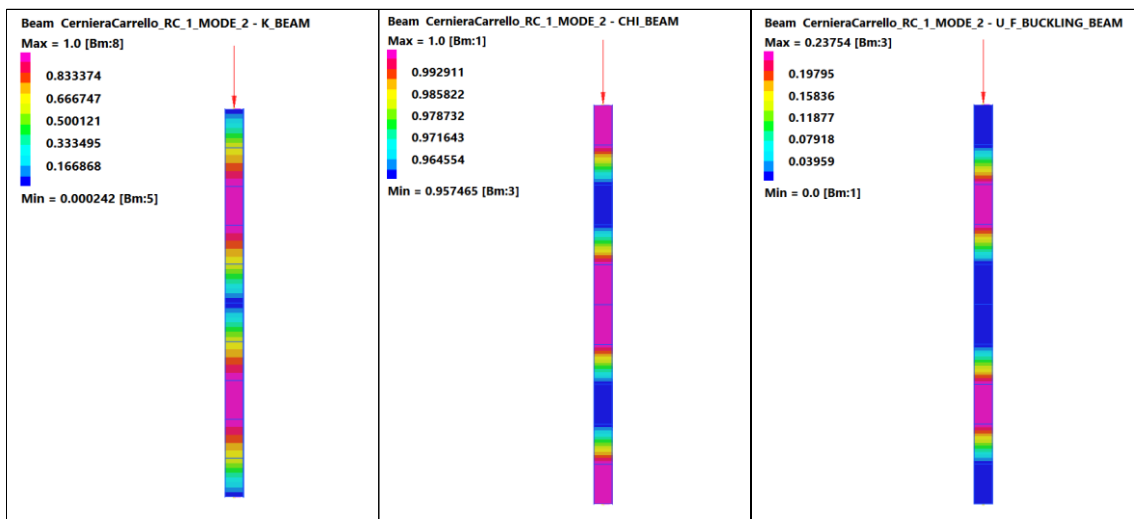 Beam CernieraCarrello_RC_1_MODE_2 - K_BEAM
Max = 1.0 [Bm:8]
0.833374
0.666747
0.500121
0.333495
0.166868
Min = 0.000242 [Bm:5]
Beam CernieraCarrello_RC_1_MODE_2 - CHI_BEAM
Max = 1.0 [Bm:1]
0.992911
0.985822
0.978732
0.971643
0.964554
Min = 0.957465 [Bm:3]
Beam CernieraCarrello_RC_1_MODE_2 - U_F_BUCKLING_BEAM
Max = 0.23754 [Bm:3]
0.19795
0.15836
0.11877
0.07918
0.03959
Min = 0.0 [Bm:1]